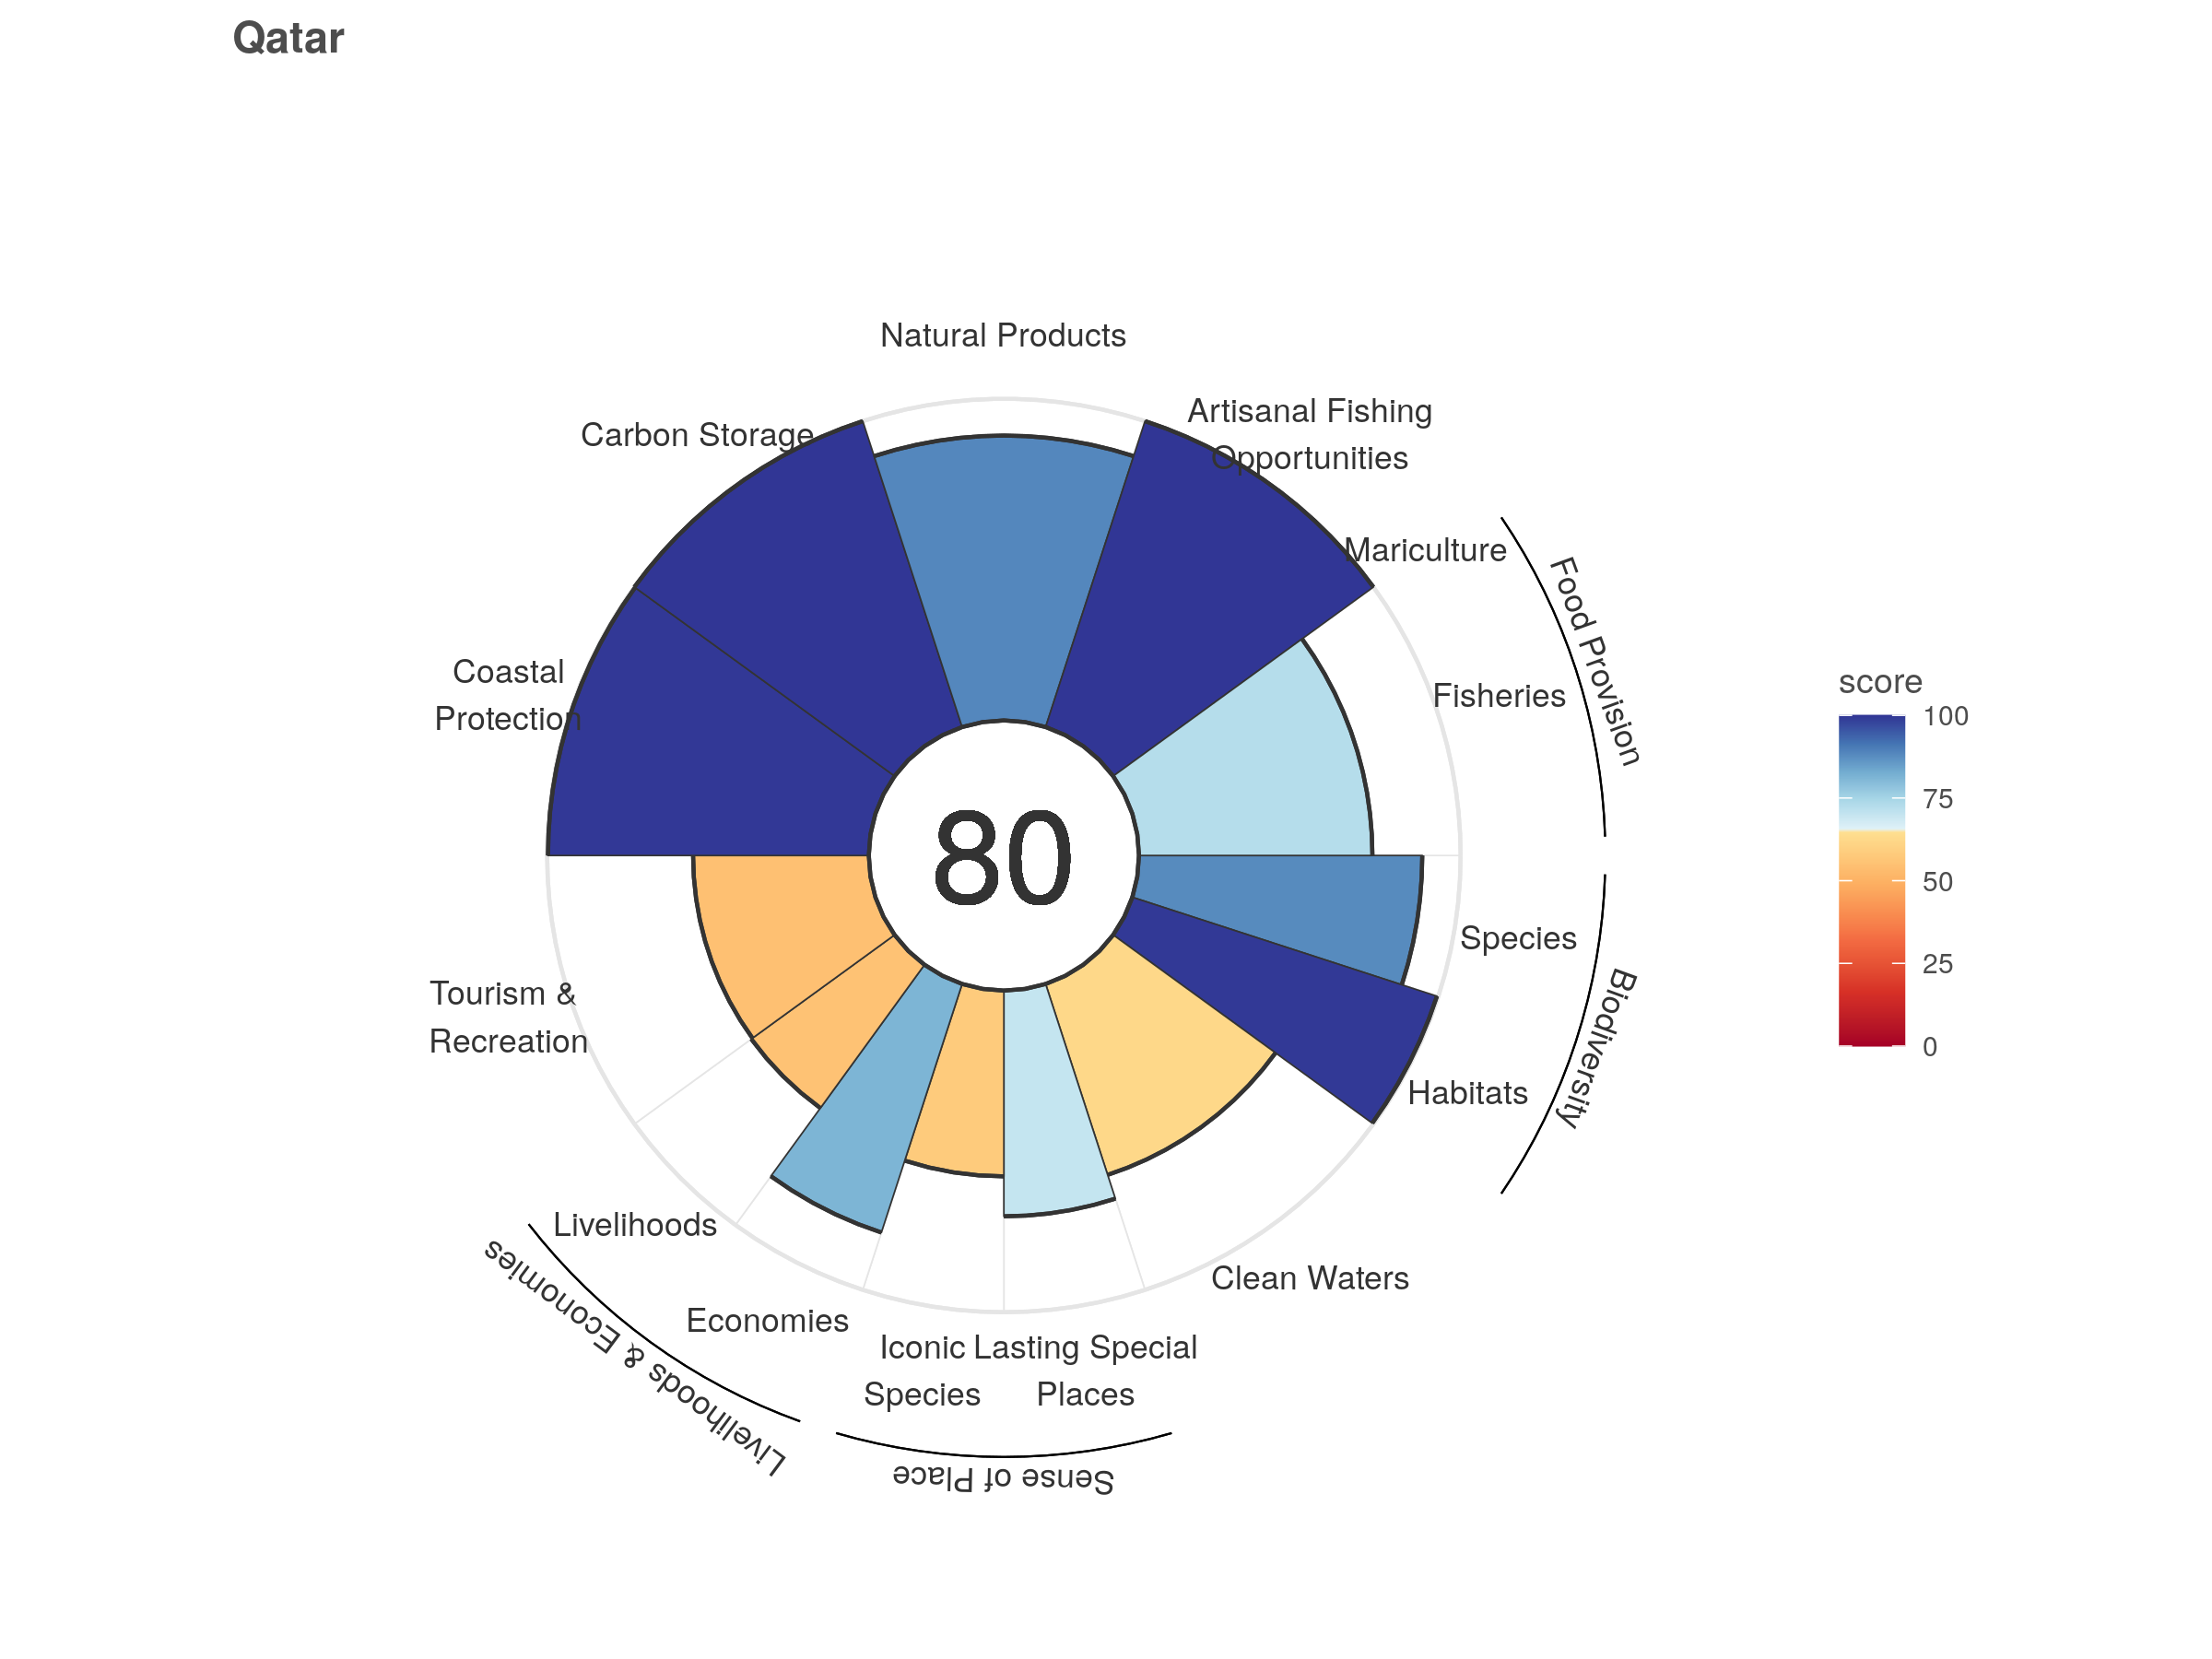 Qatar
Natural Products
Artisanal Fishing
Opportunities
Carbon Storage
Mariculture
Food Provision
Coastal
Protection
Fisheries
score
100
75
50
25
0
80
Species
Biodiversity
Tourism &
Recreation
Habitats
Livelihoods
Clean Waters
Economies
Livelihoods & Economies
Iconic
Species
Lasting Special
Places
Sense of Place